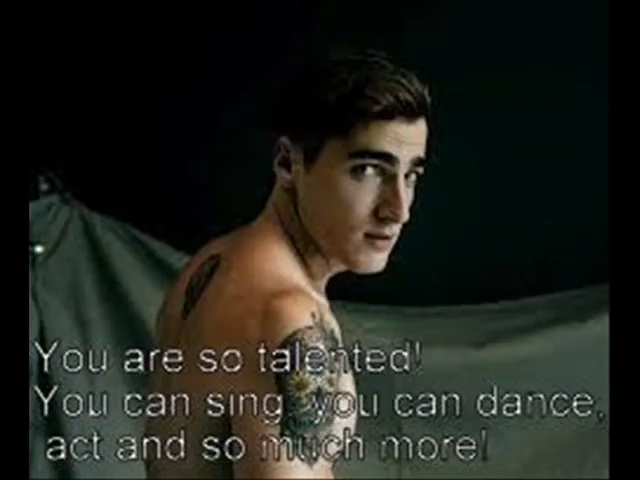 You are so talented!
You can sing, you can dance,
act and so much more!